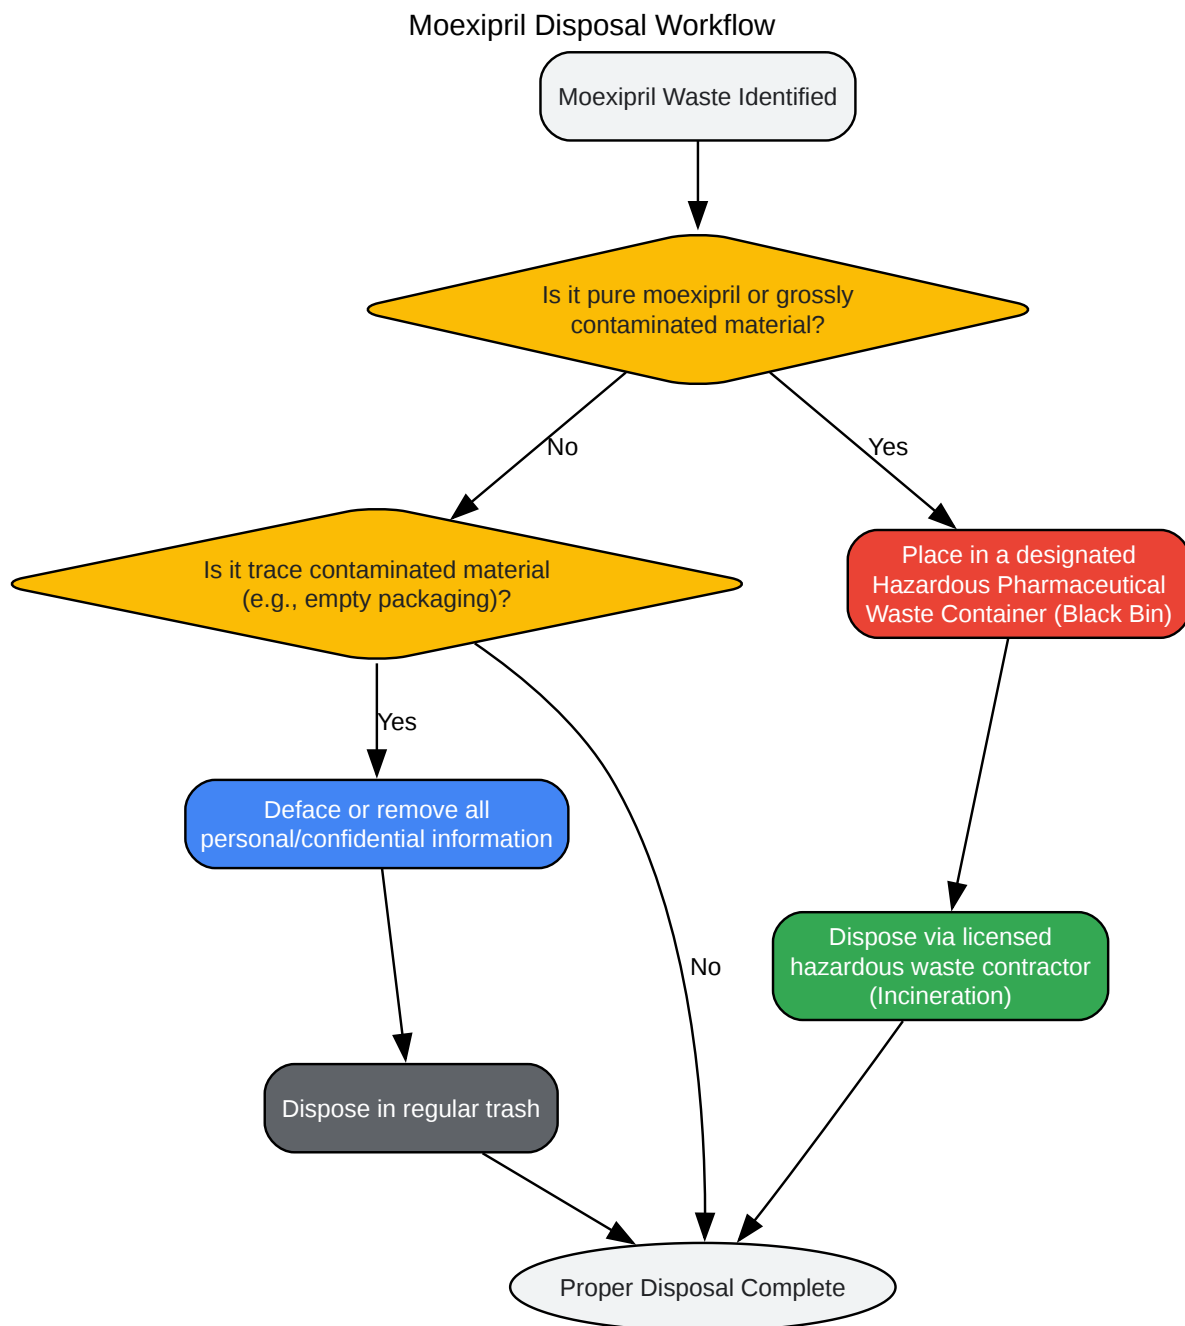 Moexipril Disposal Workflow
Moexipril Waste Identified
Is it pure moexipril or grossly
contaminated material?
No
Yes
Is it trace contaminated material
(e.g., empty packaging)?
Place in a designated
Hazardous Pharmaceutical
Waste Container (Black Bin)
Yes
Deface or remove all
personal/confidential information
No
Dispose via licensed
hazardous waste contractor
(Incineration)
Dispose in regular trash
Proper Disposal Complete